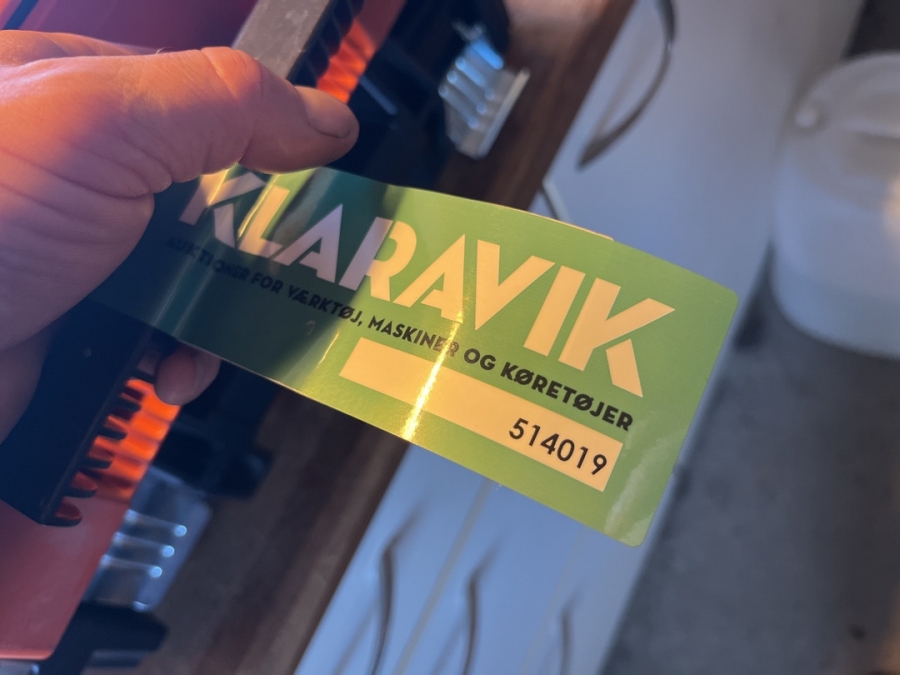 KLARAVIK
AUKTIONER FOR VÆRKTØJ, MASKINER OG KØRETØJER
514019